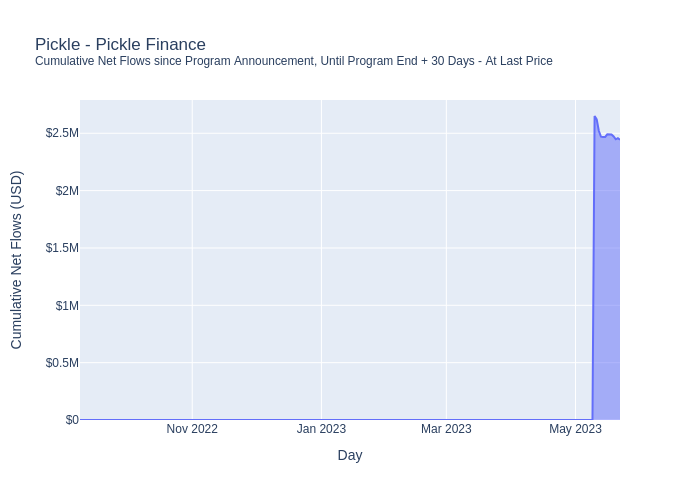 Pickle - Pickle Finance
Cumulative Net Flows since Program Announcement, Until Program End + 30 Days - At Last Price
Cumulative Net Flows (USD)
$2.5M
$2M
$1.5M
$1M
$0.5M
$0
Nov 2022
Jan 2023
Mar 2023
May 2023
Day